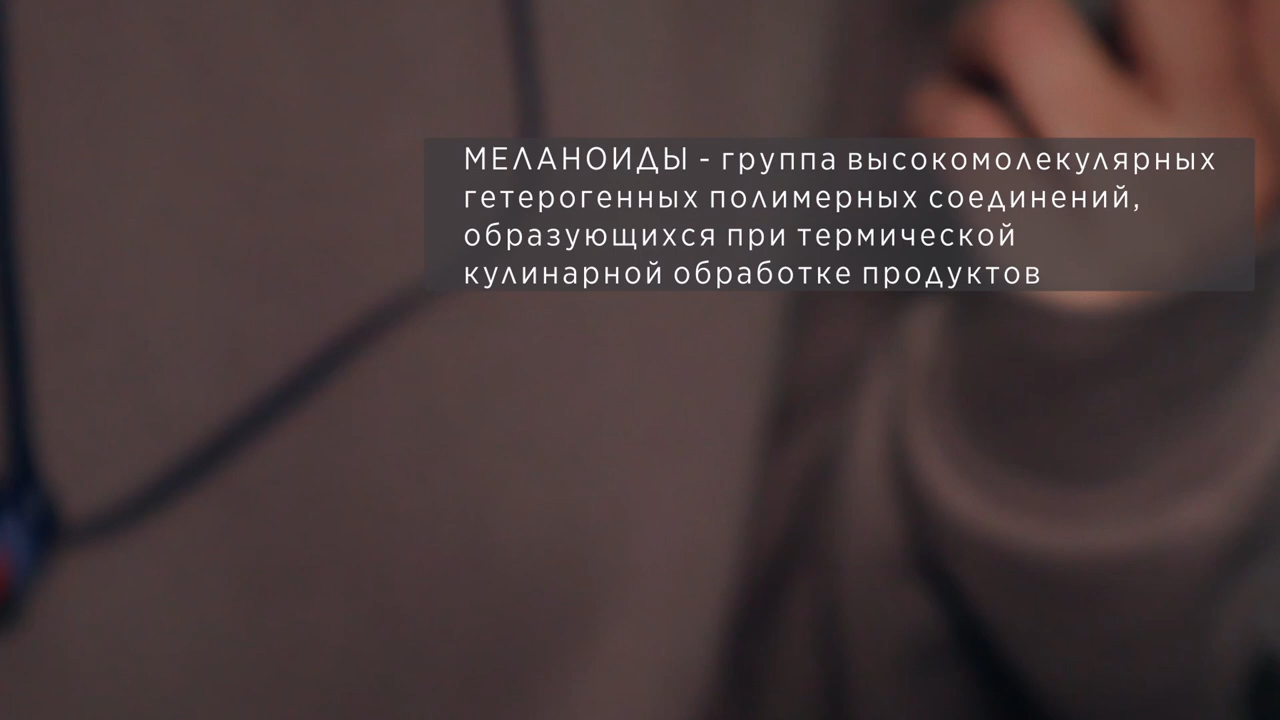 МЕЛАНОИДЫ - группа высокомолекулярных
гетерогенных полимерных соединений,
образующихся при термической
кулинарной обработке продуктов